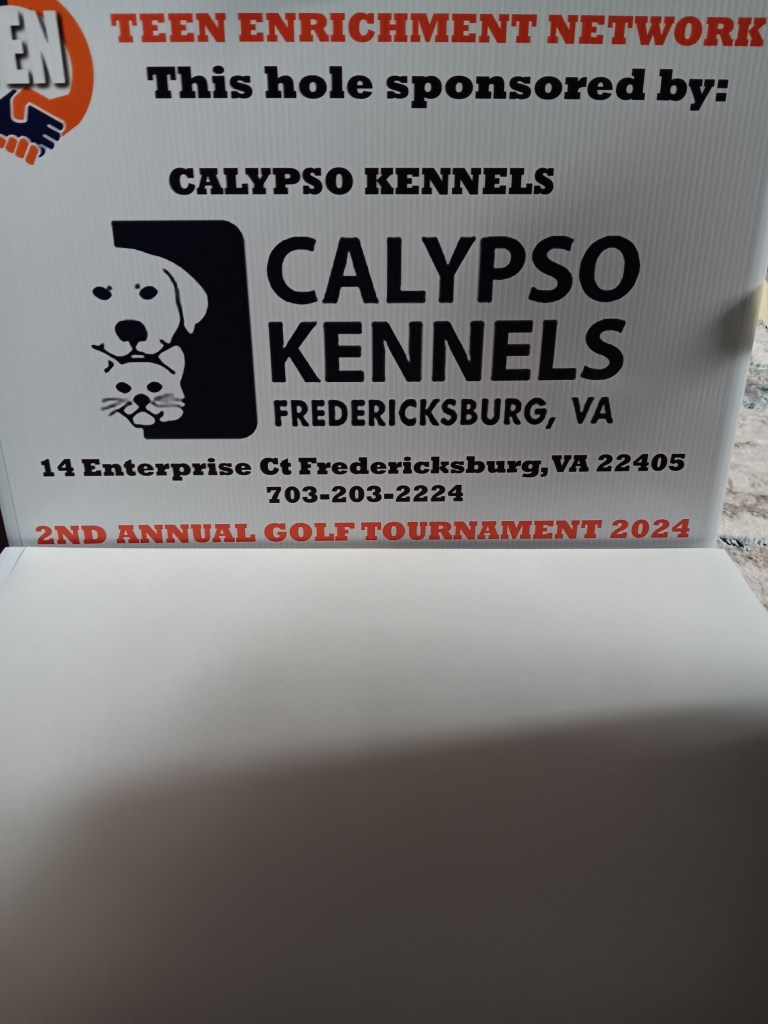 EN
TEEN ENRICHMENT NETWORK
This hole sponsored by:
CALYPSO KENNELS
CALYPSO
KENNELS
FREDERICKSBURG, VA
14 Enterprise Ct Fredericksburg, VA 22405
703-203-2224
2ND ANNUAL GOLF TOURNAMENT 2024